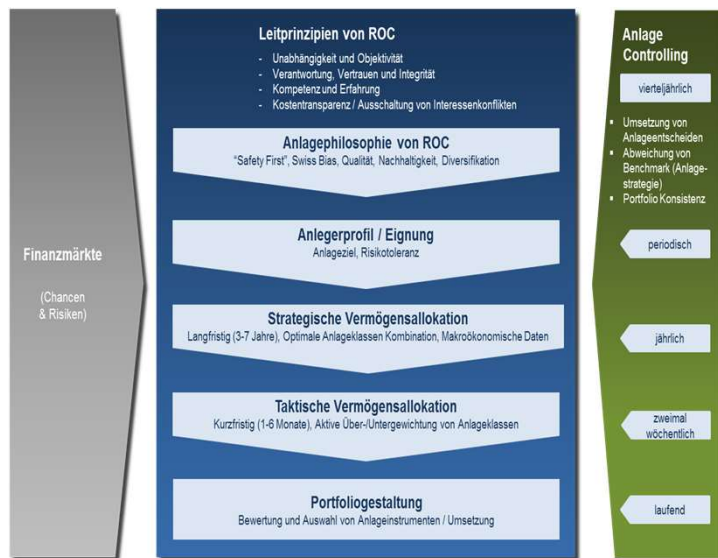 Finanzmärkte
(Chancen
& Risiken)
Leitprinzipien von ROC
- Unabhängigkeit und Objektivität
- Verantwortung, Vertrauen und Integrität
- Kompetenz und Erfahrung
- Kostentransparenz / Ausschaltung von Interessenkonflikten
Anlagephilosophie von ROC
"Safety First", Swiss Bias, Qualität, Nachhaltigkeit, Diversifikation
Anlegerprofil / Eignung
Anlageziel, Risikotoleranz
Strategische Vermögensallokation
Langfristig (3-7 Jahre), Optimale Anlageklassen Kombination, Makroökonomische Daten
Taktische Vermögensallokation
Kurzfristig (1-6 Monate), Aktive Über-/Untergewichtung von Anlageklassen
Portfoliogestaltung
Bewertung und Auswahl von Anlageinstrumenten / Umsetzung
Anlage
Controlling
vierteljährlich
▪ Umsetzung von
Anlageentscheiden
▪ Abweichung von
Benchmark (Anlage-
strategie)
▪ Portfolio Konsistenz
periodisch
jährlich
zweimal
wöchentlich
laufend